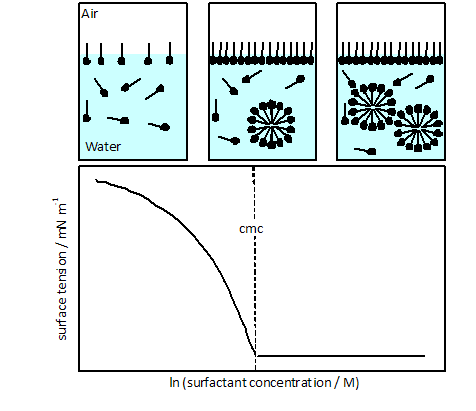 Air
Water
cmc
surface tension / mN m⁻¹
ln (surfactant concentration / M)